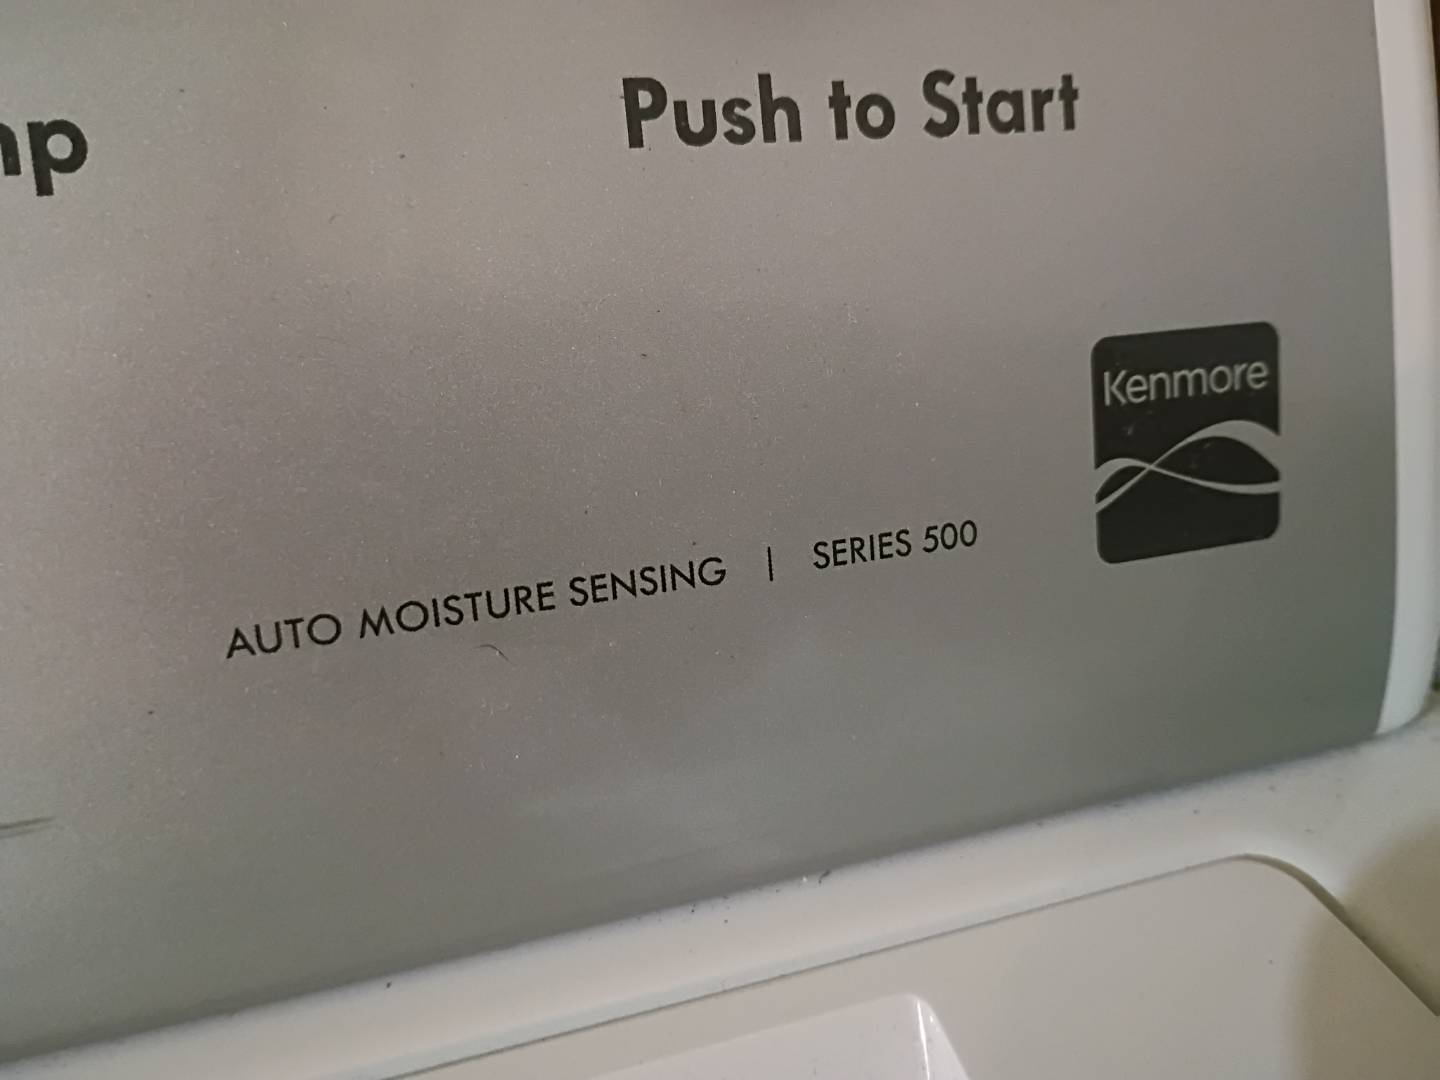 Push to Start
Kenmore
AUTO MOISTURE SENSING | SERIES 500